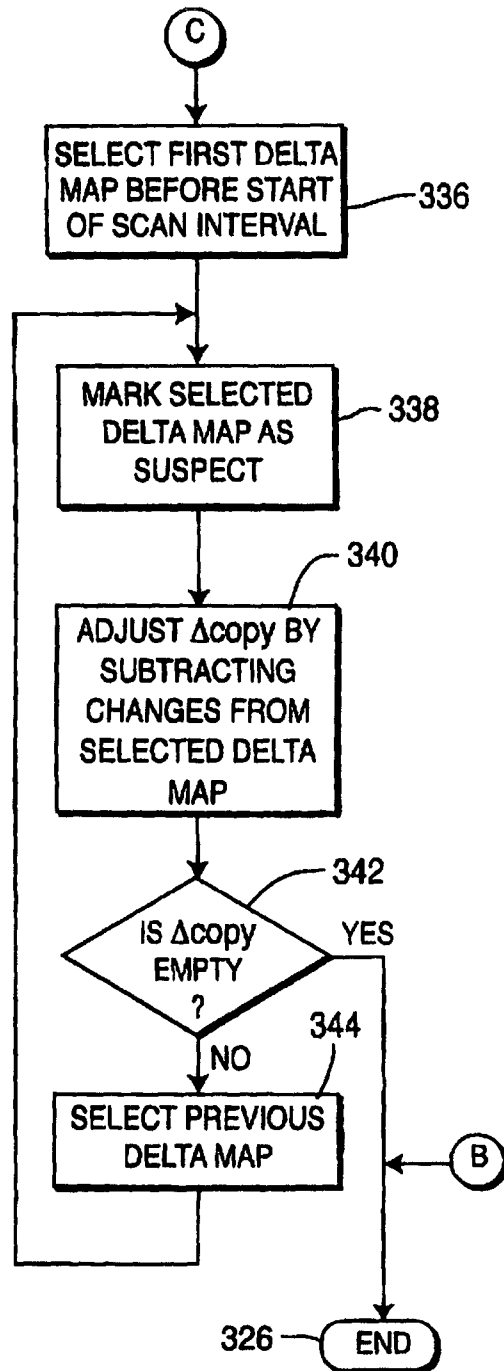 C
SELECT FIRST DELTA
MAP BEFORE START
OF SCAN INTERVAL
336
MARK SELECTED
DELTA MAP AS
SUSPECT
338
340
ADJUST Δcopy BY
SUBTRACTING
CHANGES FROM
SELECTED DELTA
MAP
342
IS Δcopy
EMPTY
?
YES
NO
344
SELECT PREVIOUS
DELTA MAP
B
326
END